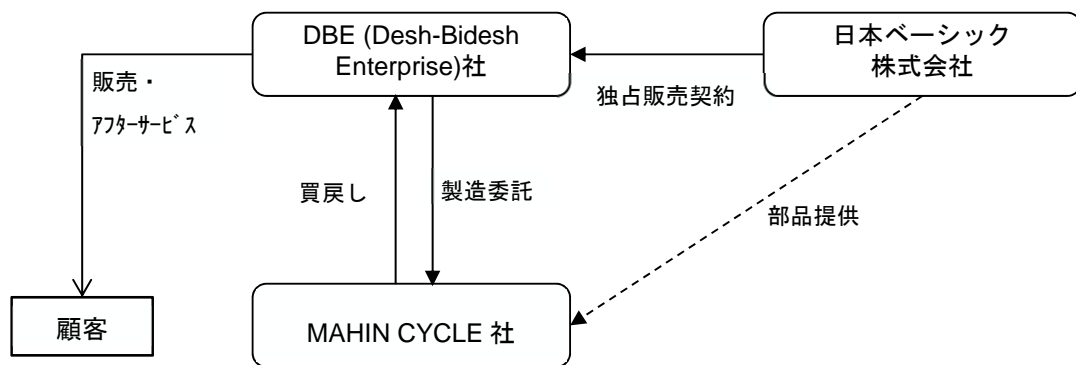 DBE (Desh-Bidesh
Enterprise)社
日本ベーシック
株式会社
販売・
ｱﾌﾀｰｻｰﾋﾞｽ
独占販売契約
買戻し
製造委託
部品提供
顧客
MAHIN CYCLE 社